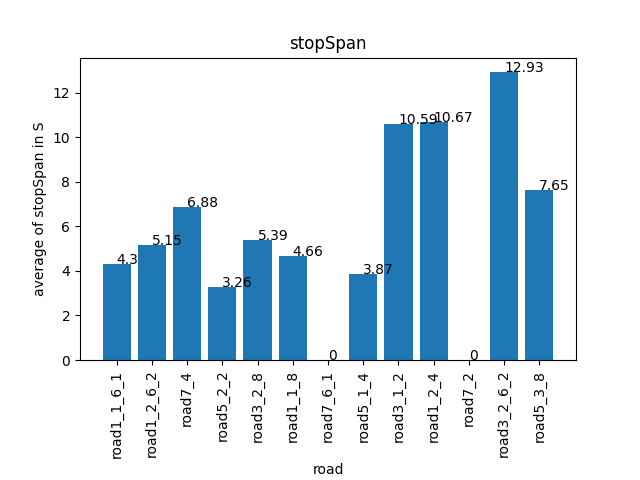 stopSpan
average of stopSpan in S
12
10
8
6
4
2
0
4.3
5.15
6.88
3.26
5.39
4.66
0
3.87
10.59
10.67
0
12.93
7.65
road1_1_6_1
road1_2_6_2
road7_4
road5_2_2
road3_2_8
road1_1_8
road7_6_1
road5_1_4
road3_1_2
road1_2_4
road7_2
road3_2_6_2
road5_3_8
road